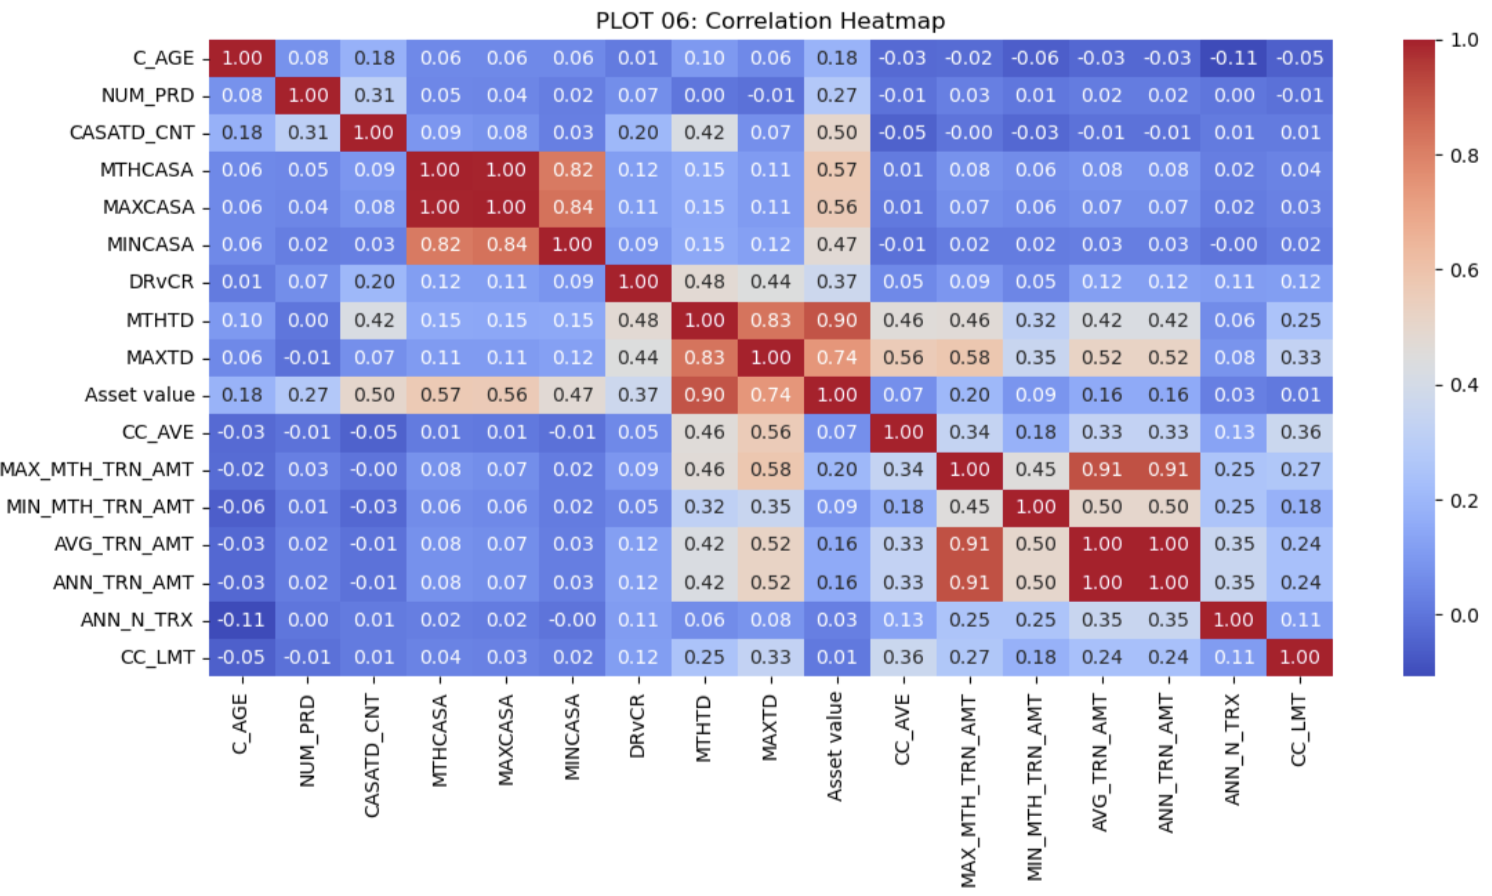 PLOT 06: Correlation Heatmap
C_AGE 1.00 0.08 0.18 0.06 0.06 0.06 0.01 0.10 0.06 0.18 -0.03 -0.02 -0.06 -0.03 -0.03 -0.11 -0.05
NUM_PRD 0.08 1.00 0.31 0.05 0.04 0.02 0.07 0.00 -0.01 0.27 -0.01 0.03 0.01 0.02 0.02 0.00 -0.01
CASATD_CNT 0.18 0.31 1.00 0.09 0.08 0.03 0.20 0.42 0.07 0.50 -0.05 -0.00 -0.03 -0.01 -0.01 0.01 0.01
MTHCASA 0.06 0.05 0.09 1.00 1.00 0.82 0.12 0.15 0.11 0.57 0.01 0.08 0.06 0.08 0.08 0.02 0.04
MAXCASA 0.06 0.04 0.08 1.00 1.00 0.84 0.11 0.15 0.11 0.56 0.01 0.07 0.06 0.07 0.07 0.02 0.03
MINCASA 0.06 0.02 0.03 0.82 0.84 1.00 0.09 0.15 0.12 0.47 -0.01 0.02 0.02 0.03 0.03 -0.00 0.02
DRvCR 0.01 0.07 0.20 0.12 0.11 0.09 1.00 0.48 0.44 0.37 0.05 0.09 0.05 0.12 0.12 0.11 0.12
MTHTD 0.10 0.00 0.42 0.15 0.15 0.15 0.48 1.00 0.83 0.90 0.46 0.46 0.32 0.42 0.42 0.06 0.25
MAXTD 0.06 -0.01 0.07 0.11 0.11 0.12 0.44 0.83 1.00 0.74 0.56 0.58 0.35 0.52 0.52 0.08 0.33
Asset value 0.18 0.27 0.50 0.57 0.56 0.47 0.37 0.90 0.74 1.00 0.07 0.20 0.09 0.16 0.16 0.03 0.01
CC_AVE -0.03 -0.01 -0.05 0.01 0.01 -0.01 0.05 0.46 0.56 0.07 1.00 0.34 0.18 0.33 0.33 0.13 0.36
MAX_MTH_TRN_AMT -0.02 0.03 -0.00 0.08 0.07 0.02 0.09 0.46 0.58 0.20 0.34 1.00 0.45 0.91 0.91 0.25 0.27
MIN_MTH_TRN_AMT -0.06 0.01 -0.03 0.06 0.06 0.02 0.05 0.32 0.35 0.09 0.18 0.45 1.00 0.50 0.50 0.25 0.18
AVG_TRN_AMT -0.03 0.02 -0.01 0.08 0.07 0.03 0.12 0.42 0.52 0.16 0.33 0.91 0.50 1.00 1.00 0.35 0.24
ANN_TRN_AMT -0.03 0.02 -0.01 0.08 0.07 0.03 0.12 0.42 0.52 0.16 0.33 0.91 0.50 1.00 1.00 0.35 0.24
ANN_N_TRX -0.11 0.00 0.01 0.02 0.02 -0.00 0.11 0.06 0.08 0.03 0.13 0.25 0.25 0.35 0.35 1.00 0.11
CC_LMT -0.05 -0.01 0.01 0.04 0.03 0.02 0.12 0.25 0.33 0.01 0.36 0.27 0.18 0.24 0.24 0.11 1.00
C_AGE
NUM_PRD
CASATD_CNT
MTHCASA
MAXCASA
MINCASA
DRvCR
MTHTD
MAXTD
Asset value
CC_AVE
MAX_MTH_TRN_AMT
MIN_MTH_TRN_AMT
AVG_TRN_AMT
ANN_TRN_AMT
ANN_N_TRX
CC_LMT
1.0
0.8
0.6
0.4
0.2
0.0